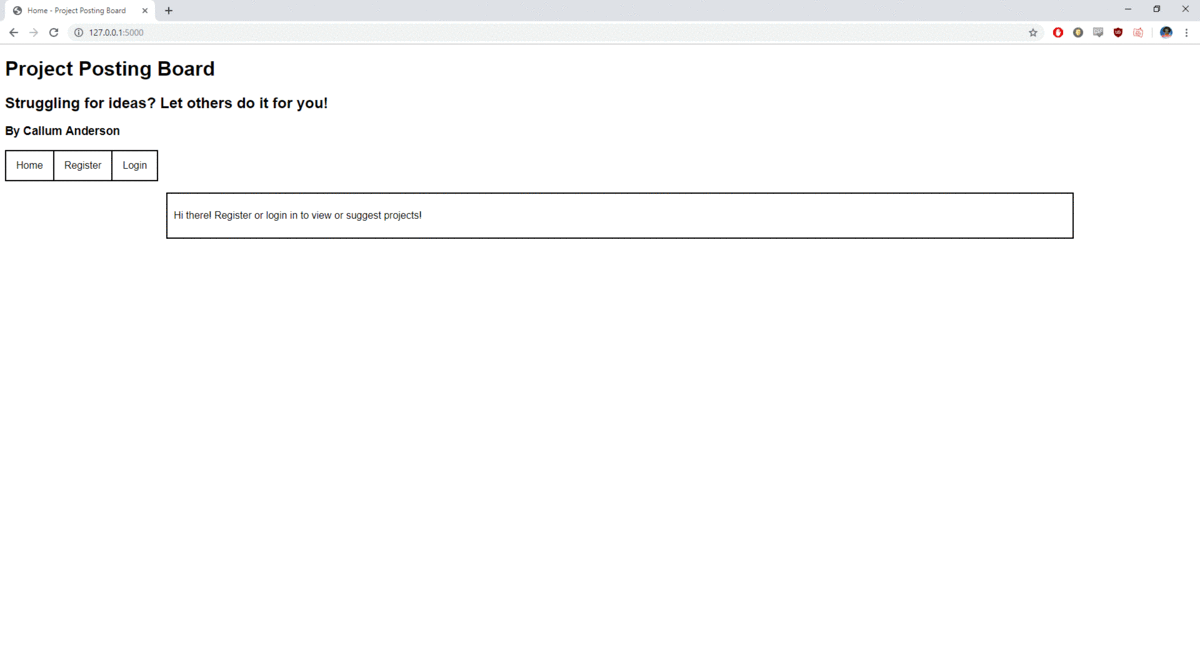 Home - Project Posting Board
127.0.0.1:5000
Project Posting Board
Struggling for ideas? Let others do it for you!
By Callum Anderson
Home Register Login
Hi there! Register or login in to view or suggest projects!